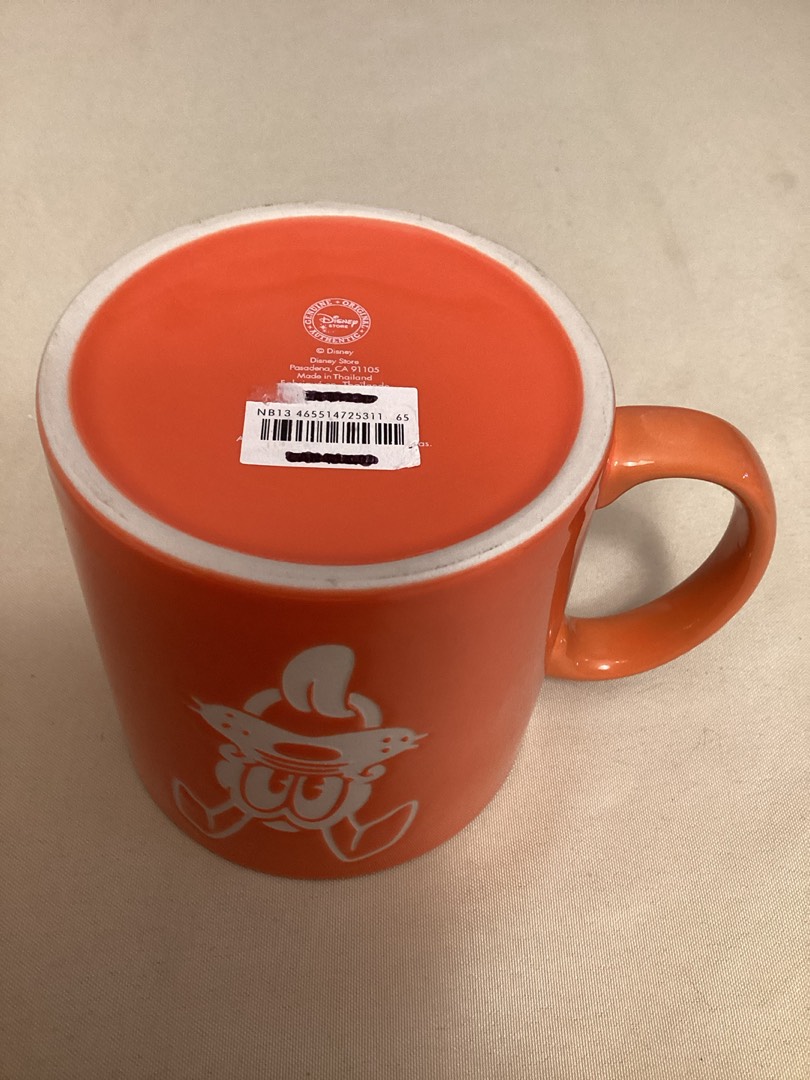 GENUINE • ORIGINAL
Disney
STORE
AUTHENTIC
© Disney
Disney Store
Pasadena, CA 91105
Made in Thailand
NB13 465514725311 65